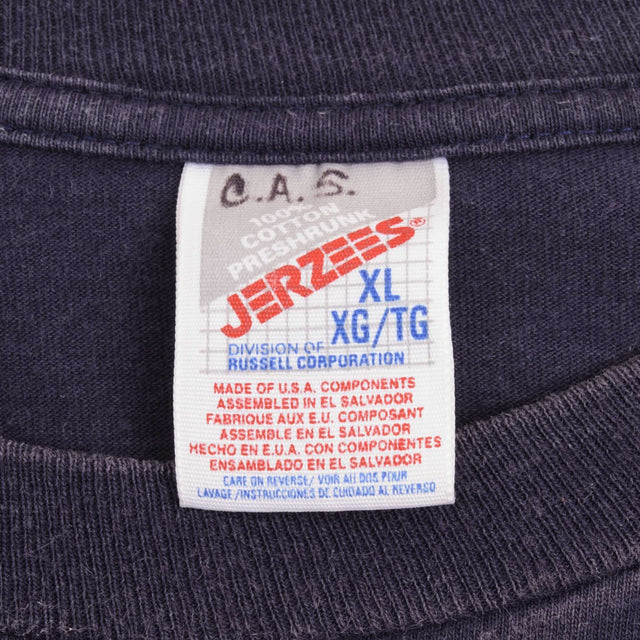 C.A.S.
100% COTTON
PRESHRUNK
JERZEES®
XL
XG/TG
DIVISION OF
RUSSELL CORPORATION
MADE OF U.S.A. COMPONENTS
ASSEMBLED IN EL SALVADOR
FABRIQUE AUX E.U. COMPOSANT
ASSEMBLE EN EL SALVADOR
HECHO EN E.U.A. CON COMPONENTES
ENSAMBLADO EN EL SALVADOR
CARE ON REVERSE/ VOIR AU DOS POUR
LAVAGE/INSTRUCCIONES DE CUIDADO AL REVERSO